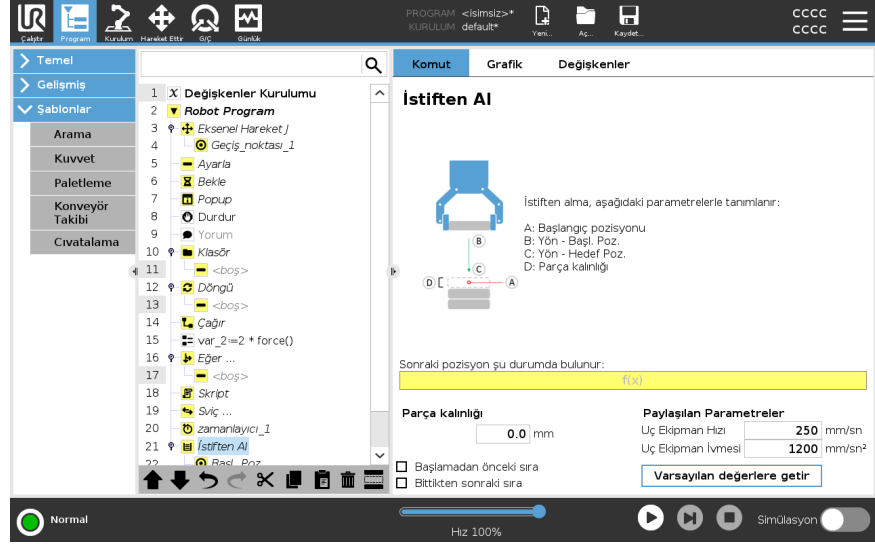 UR
PROGRAM <isimsiz>*
KURULUM default*
cccc
cccc
Çalıştır
Program
Kurulum
Hareket Ettir
G/Ç
Günlük
Yeni...
Aç...
Kaydet...
Temel
Gelişmiş
Şablonlar
Arama
Kuvvet
Paletleme
Konveyör
Takibi
Cıvatalama
1 X Değişkenler Kurulumu
2 Robot Program
3 Eksenel Hareket J
4 Geçiş_noktası_1
5 Ayarla
6 Bekle
7 Popup
8 Durdur
9 Yorum
10 Klasör
11 <boş>
12 Döngü
13 <boş>
14 Çağır
15 var_2≔2 * force()
16 Eğer ...
17 <boş>
18 Skript
19 Sviç ...
20 zamanlayıcı_1
21 İstiften Al
22 Başl_Poz
Komut
Grafik
Değişkenler
İstiften Al
İstiften alma, aşağıdaki parametrelerle tanımlanır:
A: Başlangıç pozisyonu
B: Yön - Başl. Poz.
C: Yön - Hedef Poz.
D: Parça kalınlığı
B
C
D
A
Sonraki pozisyon şu durumda bulunur:
f(x)
Parça kalınlığı
0.0 mm
Paylaşılan Parametreler
Uç Ekipman Hızı 250 mm/sn
Uç Ekipman İvmesi 1200 mm/sn²
Başlamadan önceki sıra
Bittikten sonraki sıra
Varsayılan değerlere getir
Normal
Hız 100%
Simülasyon